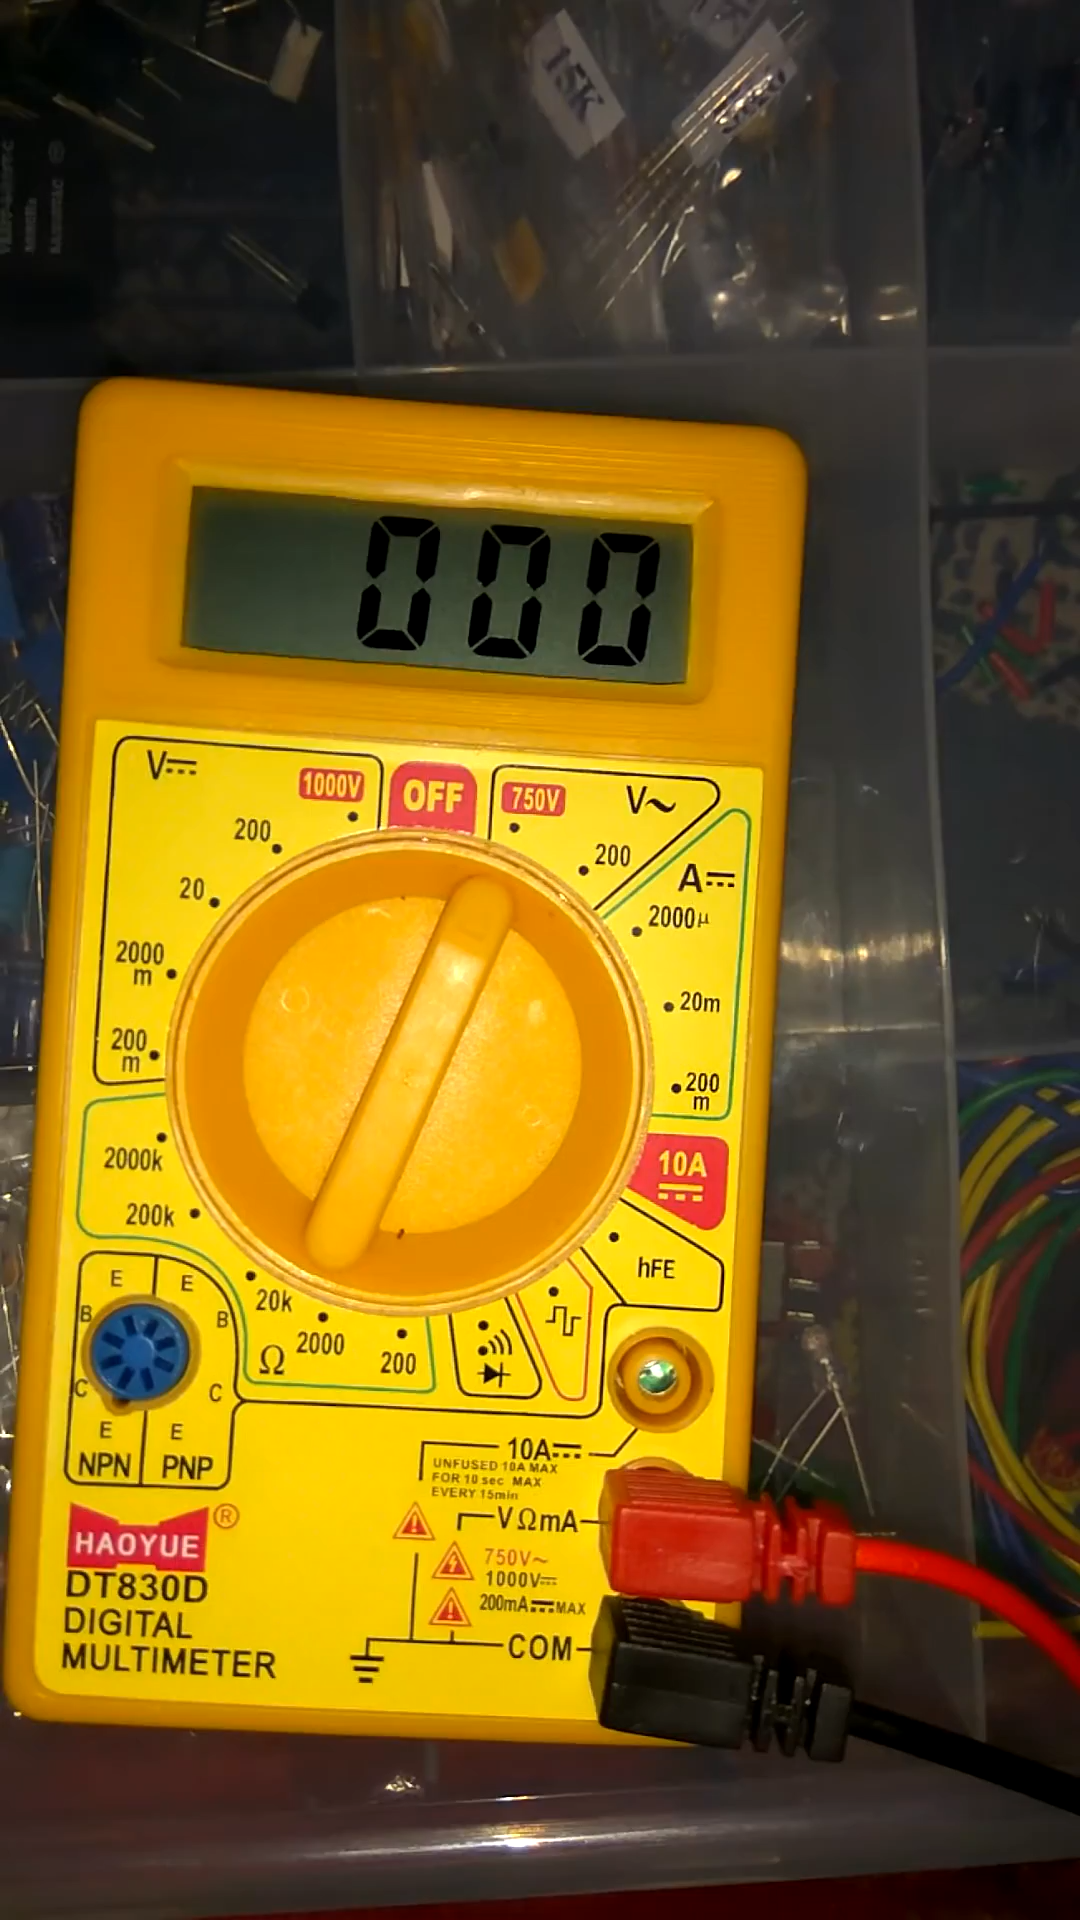 15K
000
V⎓
1000V
OFF
750V
V~
200
200
A⎓
20
2000µ
2000
m
20m
200
m
200
m
2000k
10A
200k
hFE
E
E
B
B
20k
2000
200
Ω
C
C
E
E
NPN
PNP
10A⎓
UNFUSED 10A MAX
FOR 10 sec MAX
EVERY 15min
HAOYUE ®
VΩmA
750V~
1000V⎓
200mA⎓MAX
COM
DT830D
DIGITAL
MULTIMETER